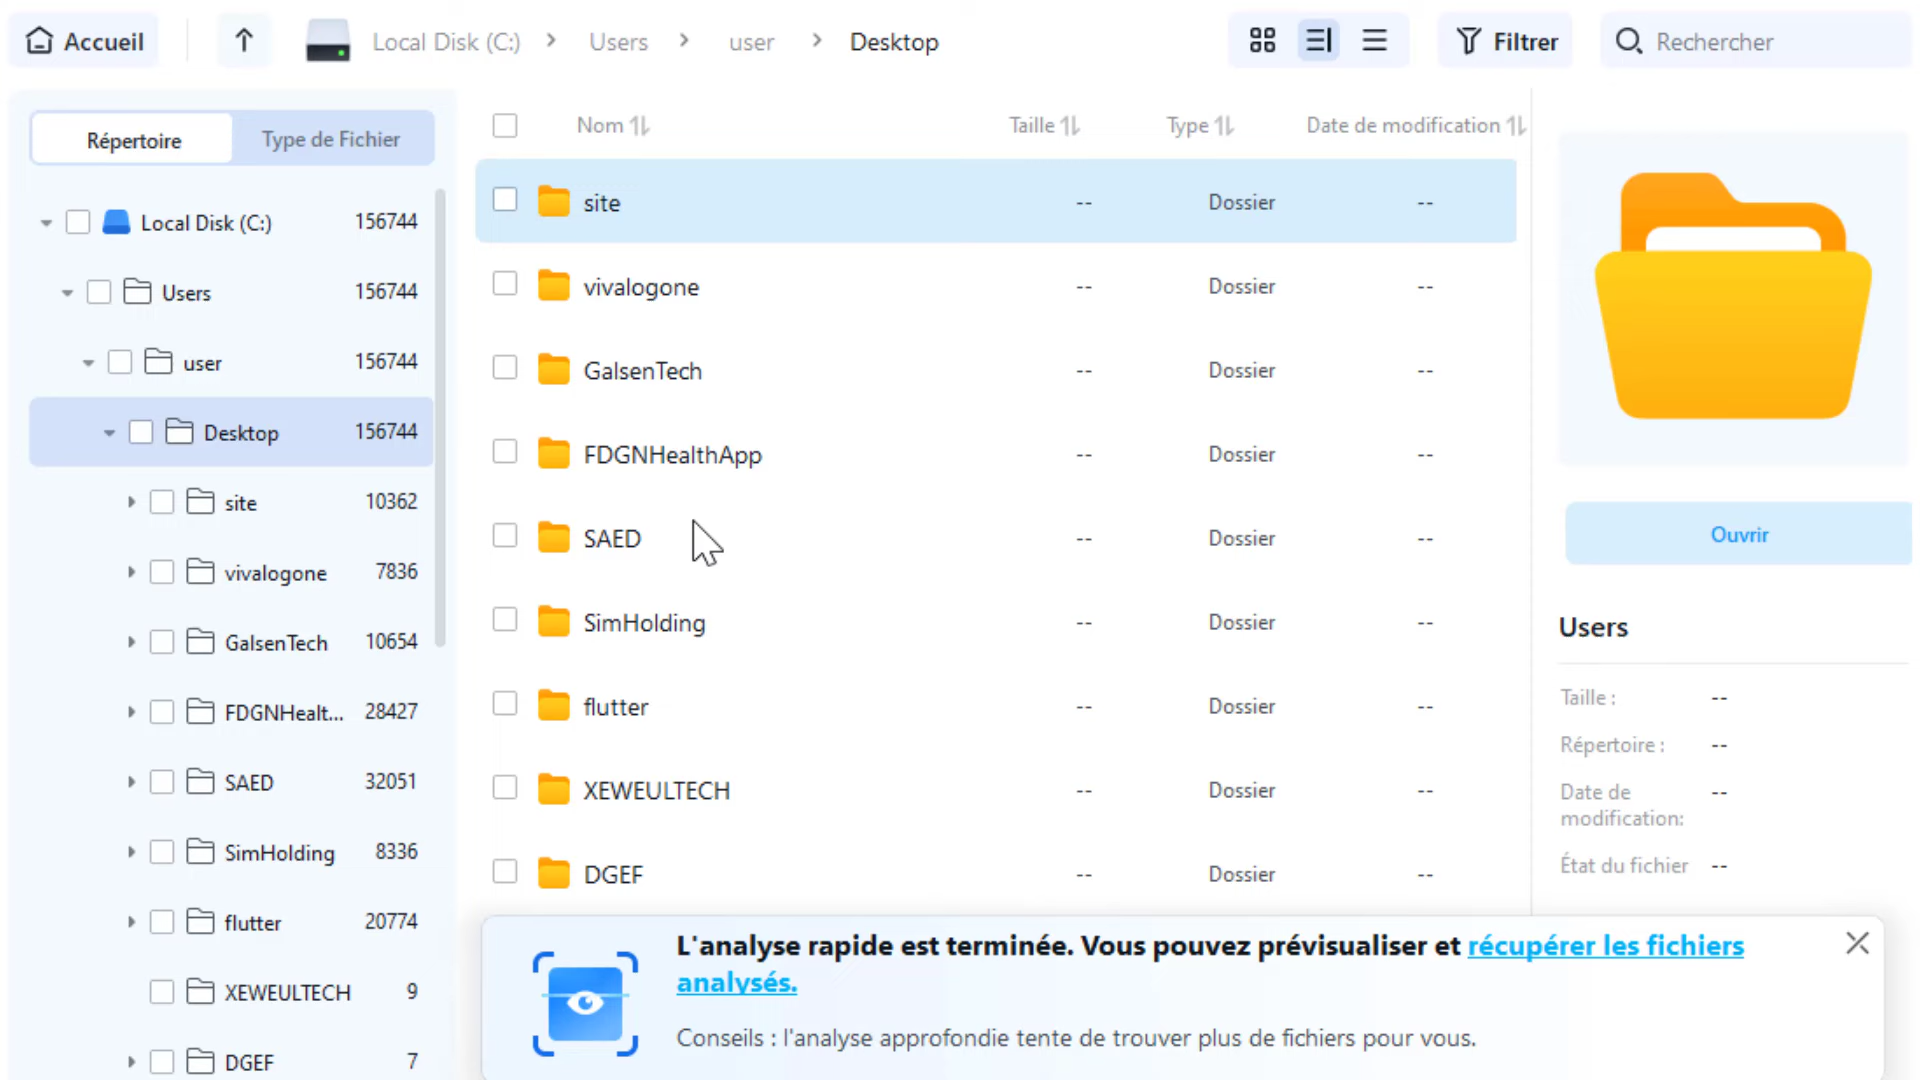 Accueil
Local Disk (C:) > Users > user > Desktop
Filtrer
Rechercher
Répertoire
Type de Fichier
Local Disk (C:) 156744
Users 156744
user 156744
Desktop 156744
site 10362
vivalogone 7836
GalsenTech 10654
FDGNHealt... 28427
SAED 32051
SimHolding 8336
flutter 20774
XEWEULTECH 9
DGEF 7
Nom Taille Type Date de modification
site -- Dossier --
vivalogone -- Dossier --
GalsenTech -- Dossier --
FDGNHealthApp -- Dossier --
SAED -- Dossier --
SimHolding -- Dossier --
flutter -- Dossier --
XEWEULTECH -- Dossier --
DGEF -- Dossier --
Ouvrir
Users
Taille : --
Répertoire : --
Date de --
modification:
État du fichier --
L'analyse rapide est terminée. Vous pouvez prévisualiser et récupérer les fichiers
analysés.
Conseils : l'analyse approfondie tente de trouver plus de fichiers pour vous.